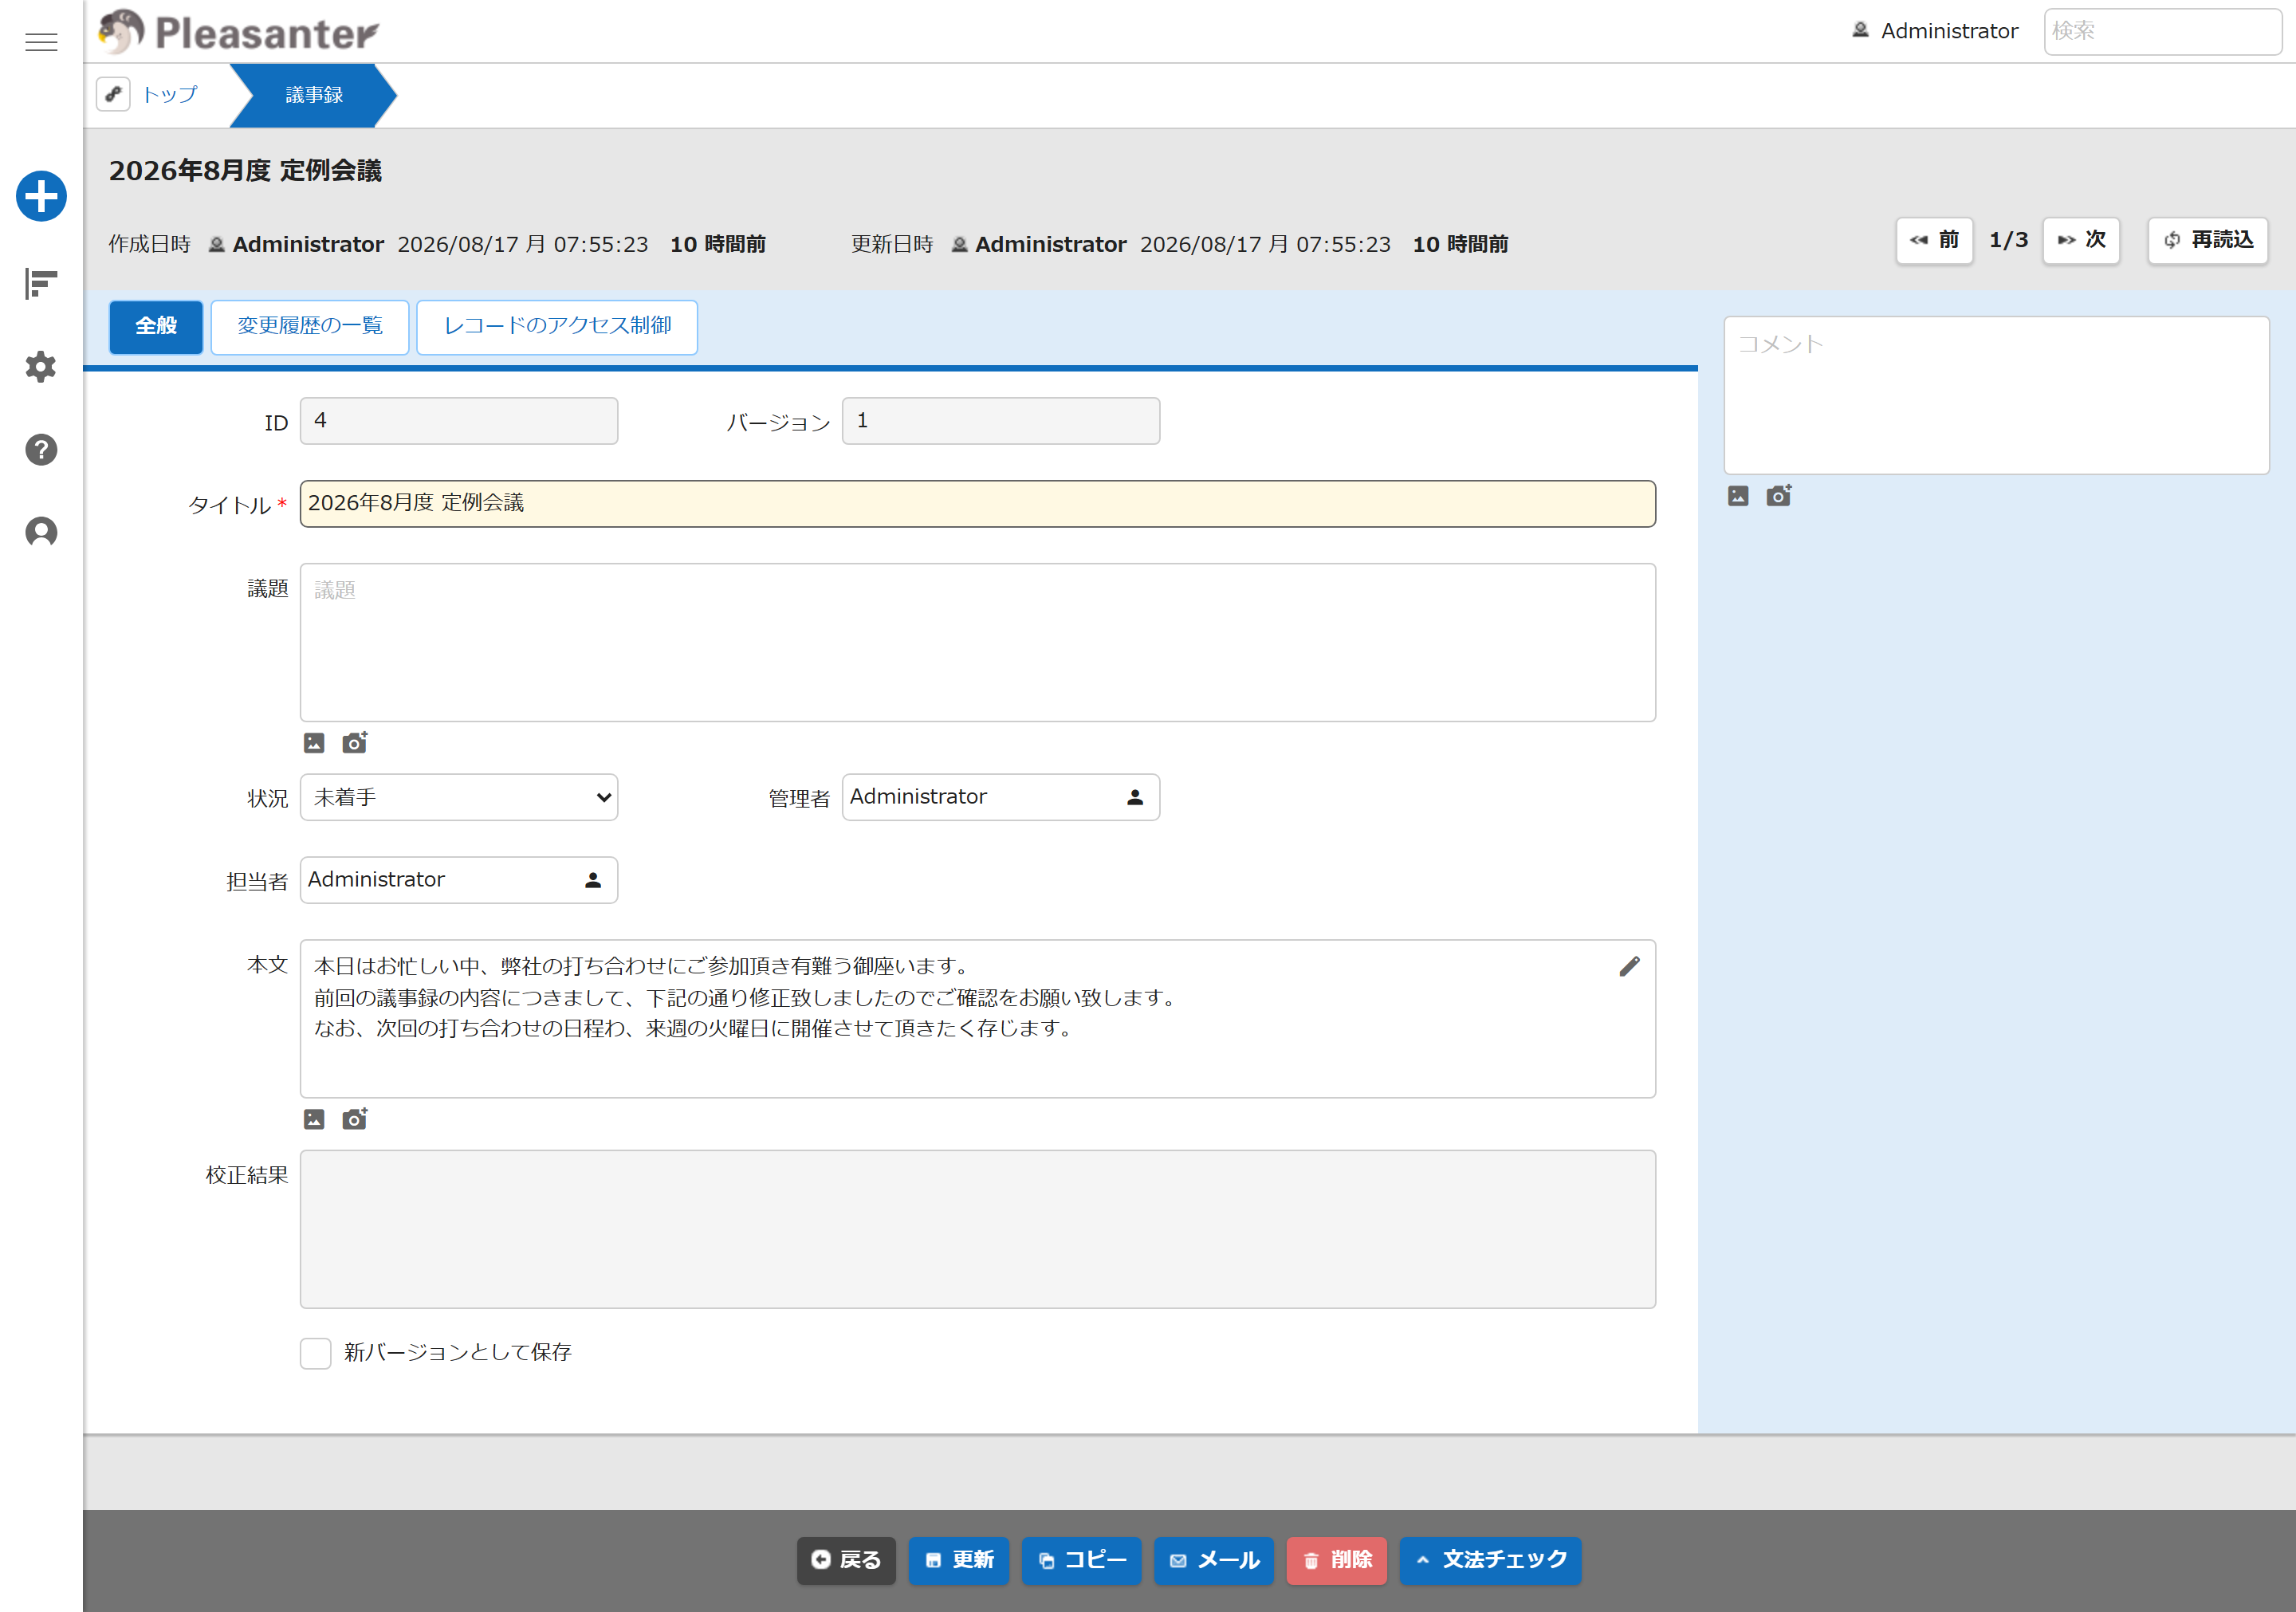 Pleasanter
Administrator
検索
トップ
議事録
2026年8月度 定例会議
作成日時 Administrator 2026/08/17 月 07:55:23 10 時間前 更新日時 Administrator 2026/08/17 月 07:55:23 10 時間前
前 1/3 次 再読込
全般 変更履歴の一覧 レコードのアクセス制御
コメント
ID 4 バージョン 1
タイトル* 2026年8月度 定例会議
議題 議題
状況 未着手 管理者 Administrator
担当者 Administrator
本文 本日はお忙しい中、弊社の打ち合わせにご参加頂き有難う御座います。
前回の議事録の内容につきまして、下記の通り修正致しましたのでご確認をお願い致します。
なお、次回の打ち合わせの日程わ、来週の火曜日に開催させて頂きたく存じます。
校正結果
新バージョンとして保存
戻る 更新 コピー メール 削除 文法チェック